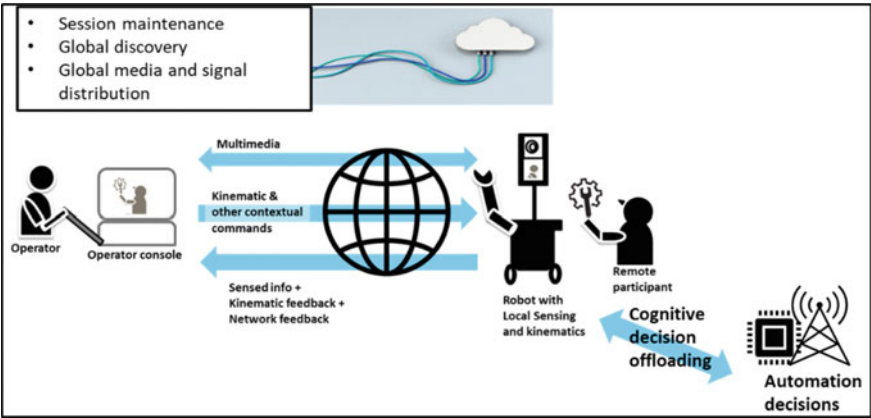 • Session maintenance
• Global discovery
• Global media and signal
distribution
Multimedia
Kinematic &
other contextual
commands
Operator
Operator console
Sensed info +
Kinematic feedback +
Network feedback
Robot with
Local Sensing
and kinematics
Remote
participant
Cognitive
decision
offloading
Automation
decisions